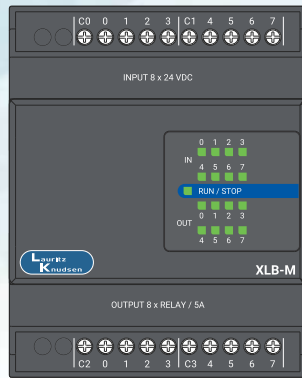 C0 0 1 2 3 C1 4 5 6 7
INPUT 8 x 24 VDC
0 1 2 3
IN
4 5 6 7
RUN / STOP
0 1 2 3
OUT
4 5 6 7
Lauritz
Knudsen
XLB-M
OUTPUT 8 x RELAY / 5A
C2 0 1 2 3 C3 4 5 6 7